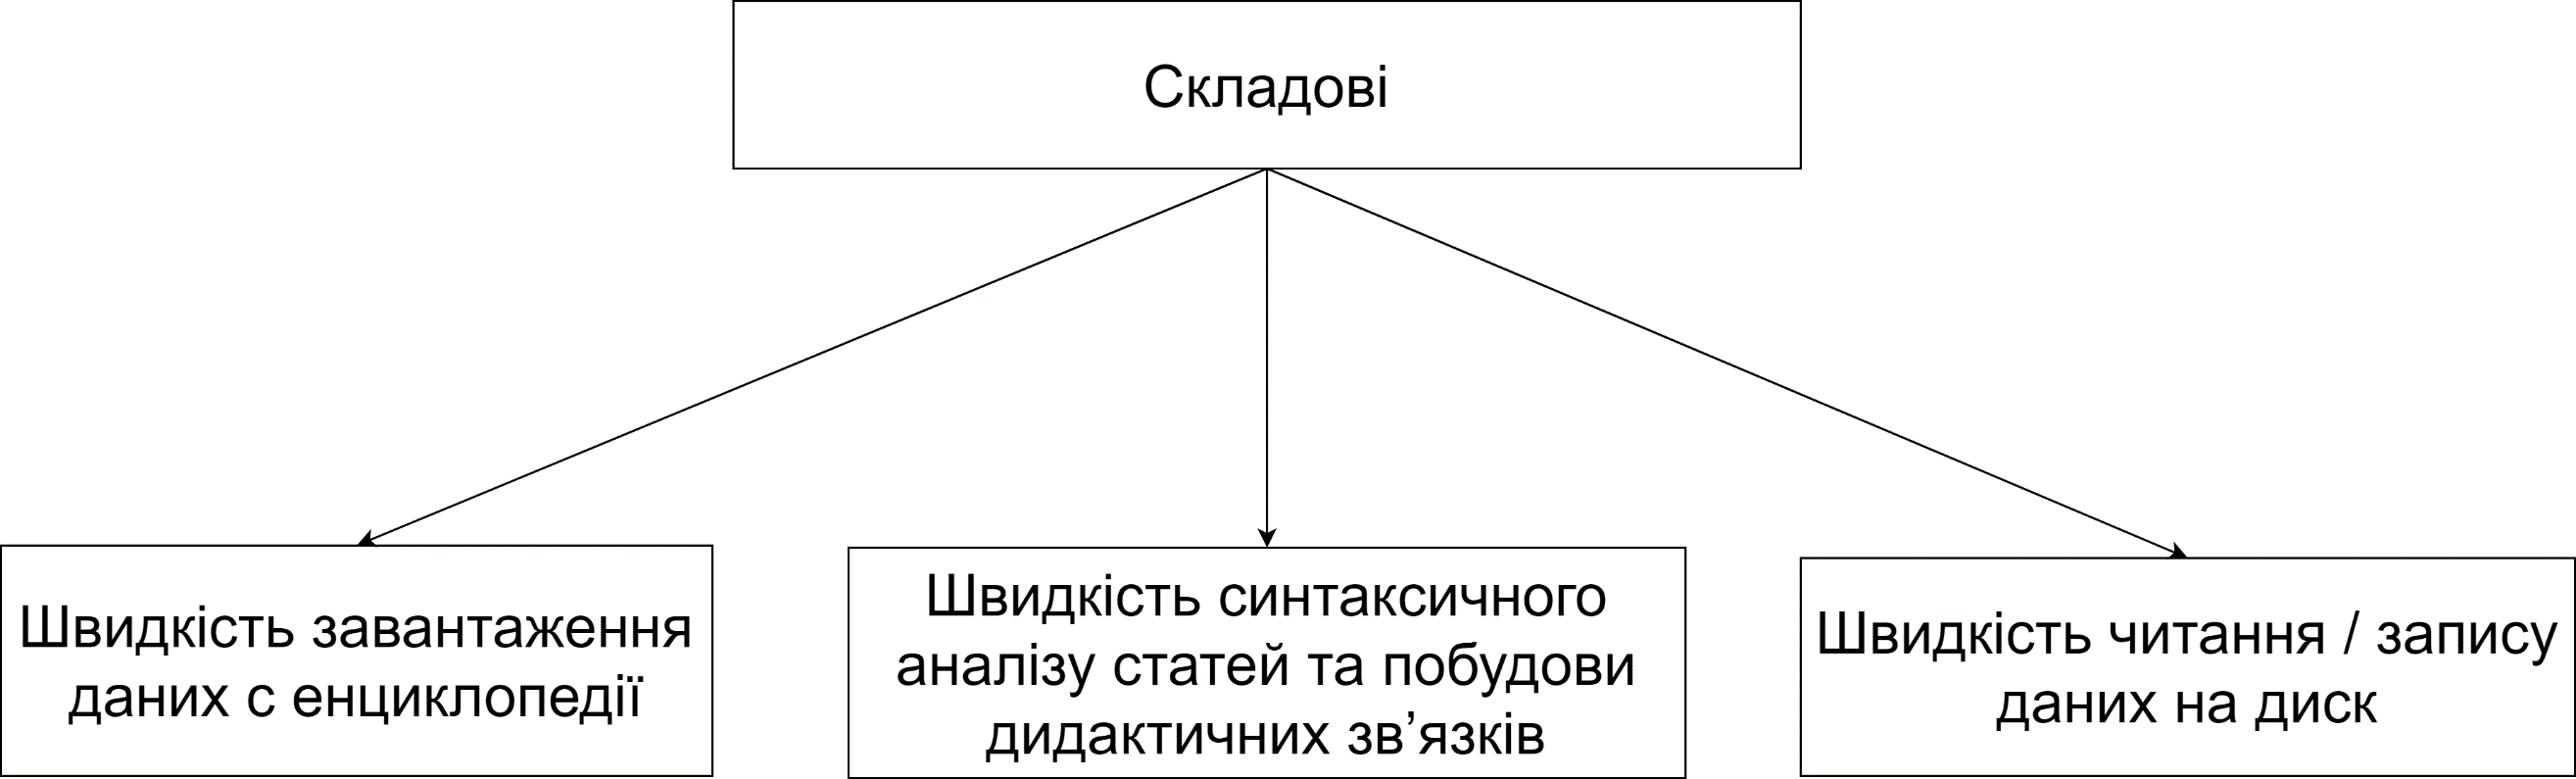 Складові
Швидкість завантаження
даних с енциклопедії
Швидкість синтаксичного
аналізу статей та побудови
дидактичних зв’язків
Швидкість читання / запису
даних на диск